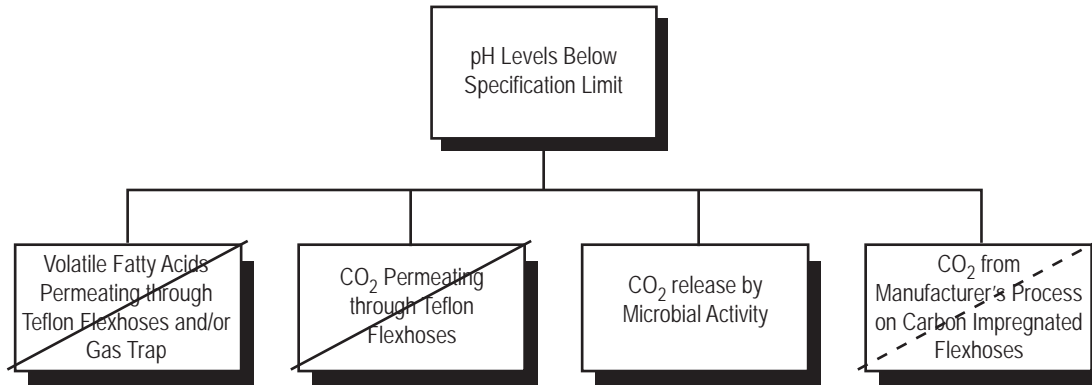 pH Levels Below
Specification Limit
Volatile Fatty Acids
Permeating through
Teflon Flexhoses and/or
Gas Trap
CO₂ Permeating
through Teflon
Flexhoses
CO₂ release by
Microbial Activity
CO₂ from
Manufacturer's Process
on Carbon Impregnated
Flexhoses